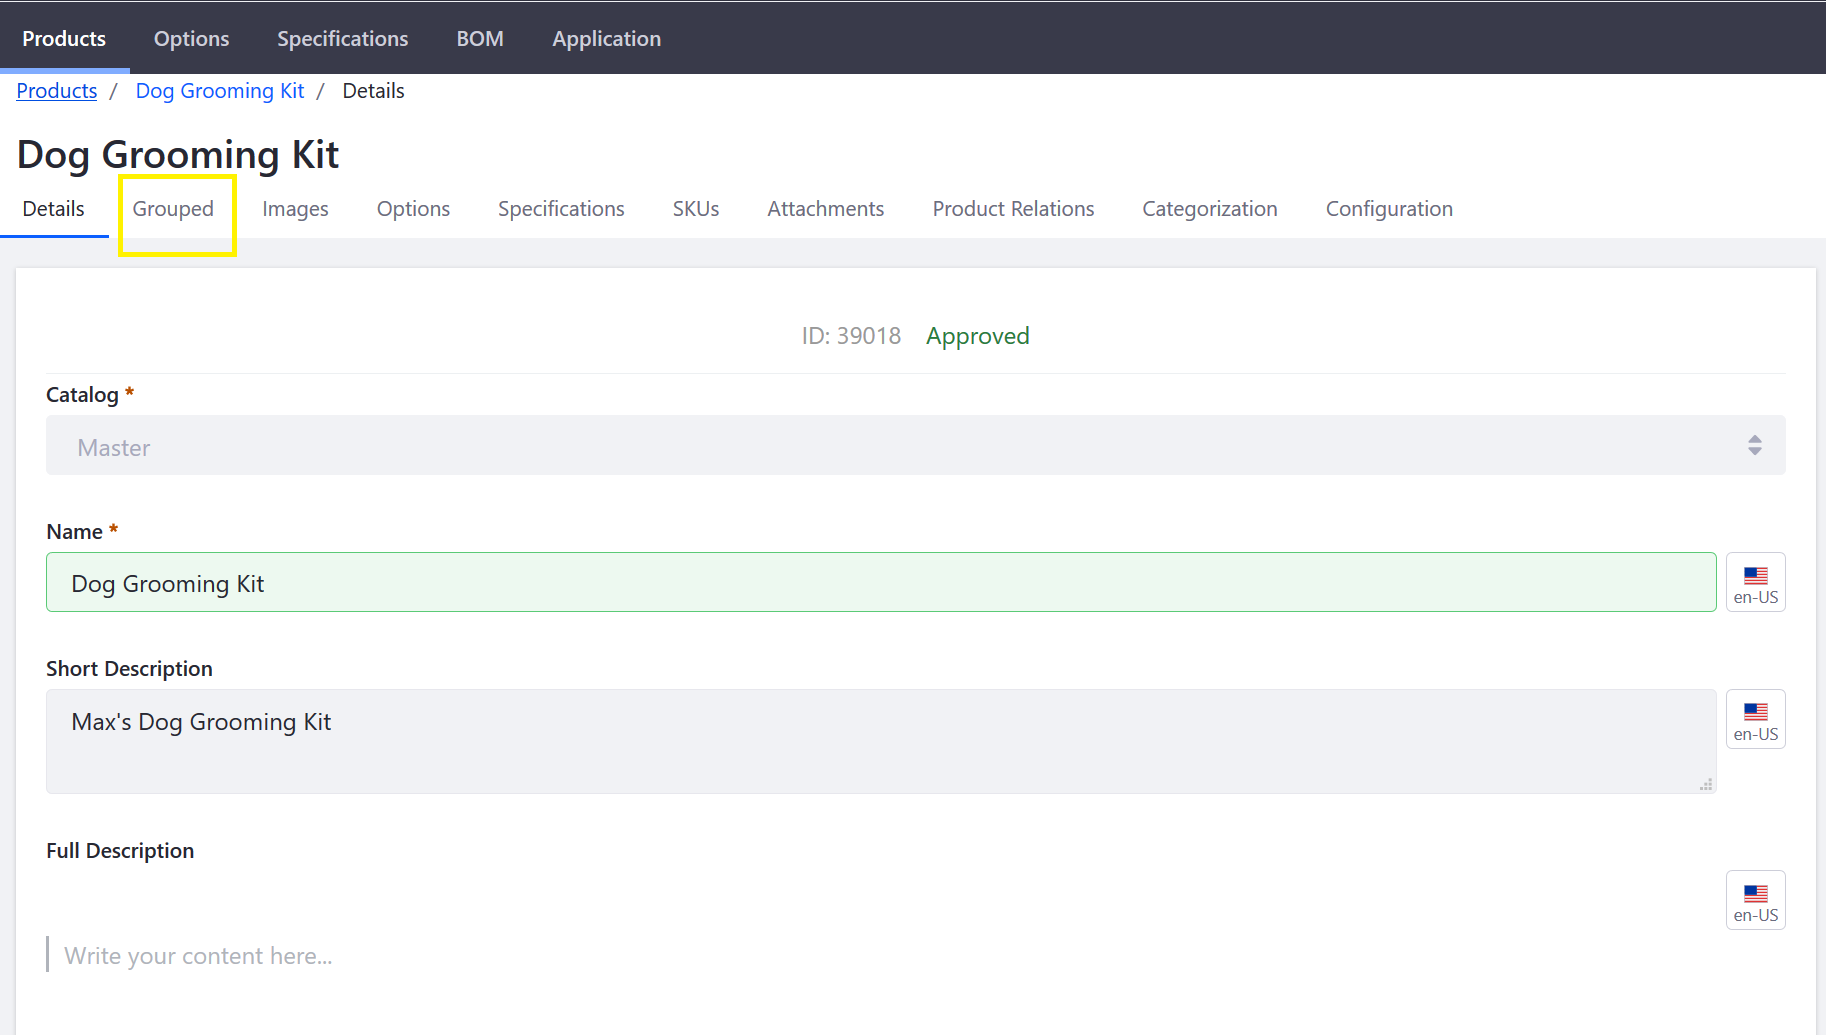 Products Options Specifications BOM Application
Products / Dog Grooming Kit / Details
Dog Grooming Kit
Details Grouped Images Options Specifications SKUs Attachments Product Relations Categorization Configuration
ID: 39018 Approved
Catalog *
Master
Name *
Dog Grooming Kit
en-US
Short Description
Max's Dog Grooming Kit
en-US
Full Description
en-US
Write your content here...